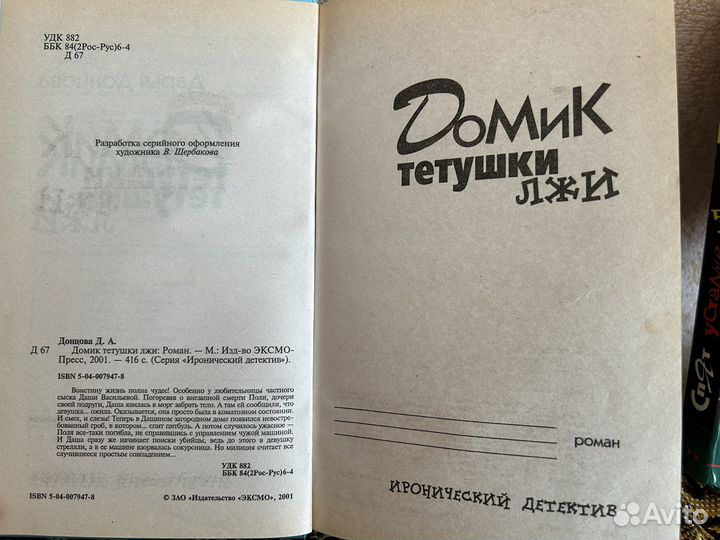 УДК 882
ББК 84(2Рос-Рус)6-4
Д 67
Разработка серийного оформления
художника В. Щербакова
Донцова Д. А.
Д 67 Домик тетушки лжи: Роман. — М.: Изд-во ЭКСМО-
Пресс, 2001. — 416 с. (Серия «Иронический детектив»).
ISBN 5-04-007947-8
Воистину жизнь полна чудес! Особенно у любительницы частного
сыска Даши Васильевой. Погоревав о внезапной смерти Поли, дочери
своей подруги, Даша явилась в морг забрать тело. А там ей сообщили, что
девушка... ожила. Оказывается, она просто была в коматозном состоянии.
И смех, и слезы! Теперь в Дашином загородном доме появился невостре-
бованный гроб, в котором... спит питбуль. А потом случилось ужасное —
Поля все-таки погибла, не справившись с управлением чужой машиной.
И Даша сразу же начинает поиски убийцы, ведь до этого в девушку
стреляли, а в ее машине взорвалась сокурсница. Но милиция считает все
случившееся простым совпадением...
УДК 882
ББК 84(2Рос-Рус)6-4
ISBN 5-04-007947-8 © ЗАО «Издательство «ЭКСМО», 2001
Домик
тетушки
лжи
роман
Иронический детектив
Спят
усталые
Avito